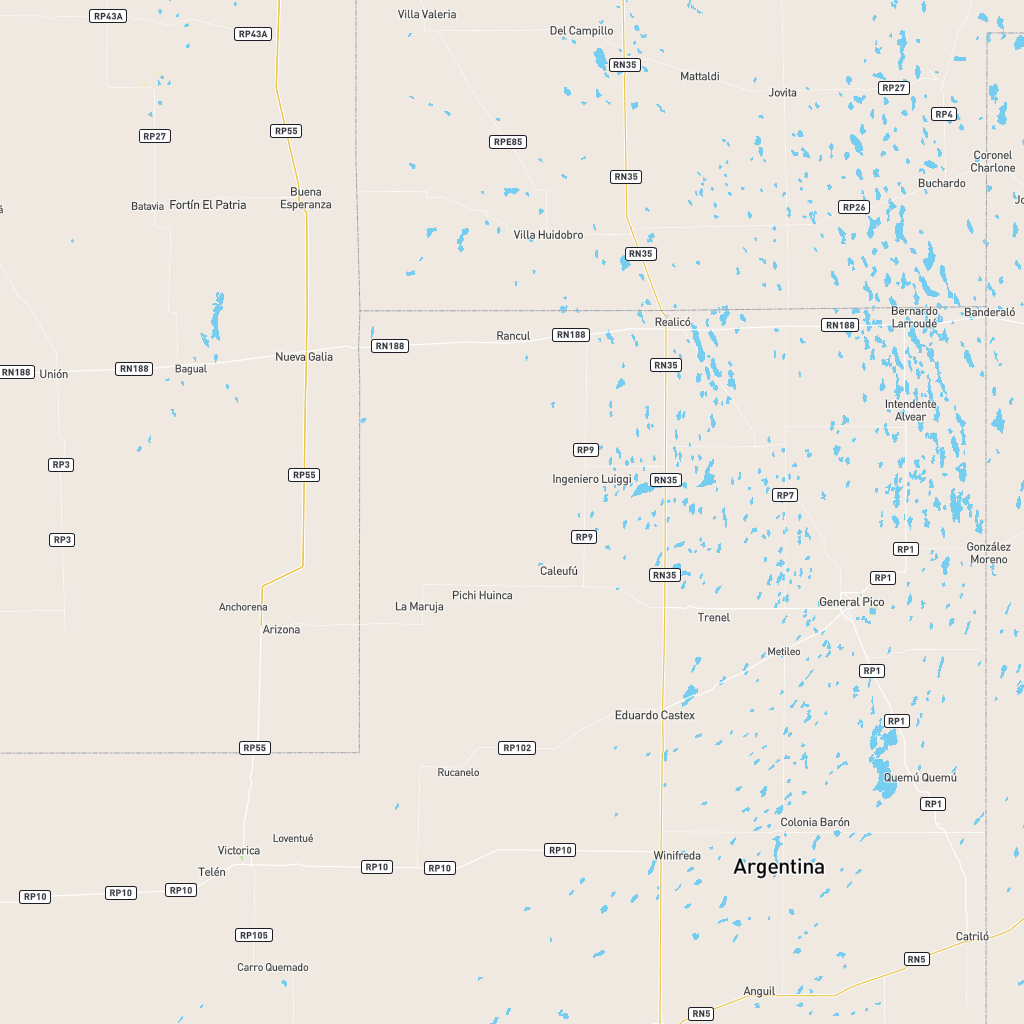 Villa Valeria
RP43A
RP43A
Del Campillo
RN35
Mattaldi
Jovita
RP27
RP4
RP27
RP55
RPE85
Coronel
Charlone
RN35
Buchardo
Buena
Esperanza
Batavia
Fortín El Patria
RP26
Villa Huidobro
RN35
Bernardo
Larroudé
Banderaló
Realicó
RN188
Rancul
RN188
RN188
Nueva Galia
RN35
RN188
Bagual
RN188
Unión
Intendente
Alvear
RP9
RP3
RP55
Ingeniero Luiggi
RN35
RP7
RP3
RP9
RP1
González
Moreno
Caleufú
RN35
RP1
Pichi Huinca
General Pico
Anchorena
La Maruja
Trenel
Arizona
Metileo
RP1
Eduardo Castex
RP1
RP55
RP102
Rucanelo
Quemú Quemú
RP1
Colonia Barón
Loventué
Victorica
RP10
Winifreda
Telén
RP10
RP10
Argentina
RP10
RP10
RP10
RP105
Catriló
RN5
Carro Quemado
Anguil
RN5